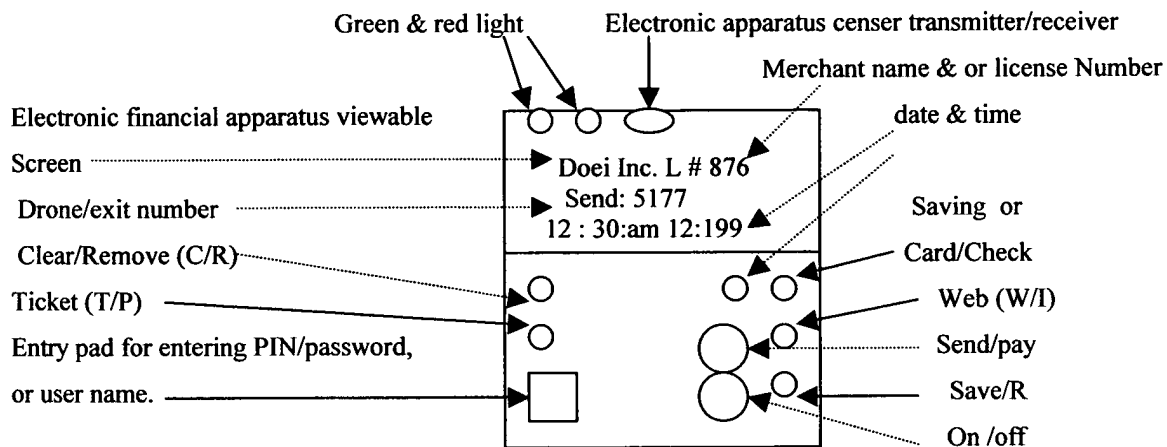 Green & red light
Electronic apparatus censer transmitter/receiver
Merchant name & or license Number
Electronic financial apparatus viewable
date & time
Screen
Doei Inc. L # 876
Send: 5177
Drone/exit number
Saving or
12 : 30:am 12:199
Clear/Remove (C/R)
Card/Check
Ticket (T/P)
Web (W/I)
Entry pad for entering PIN/password,
Send/pay
or user name.
Save/R
On /off